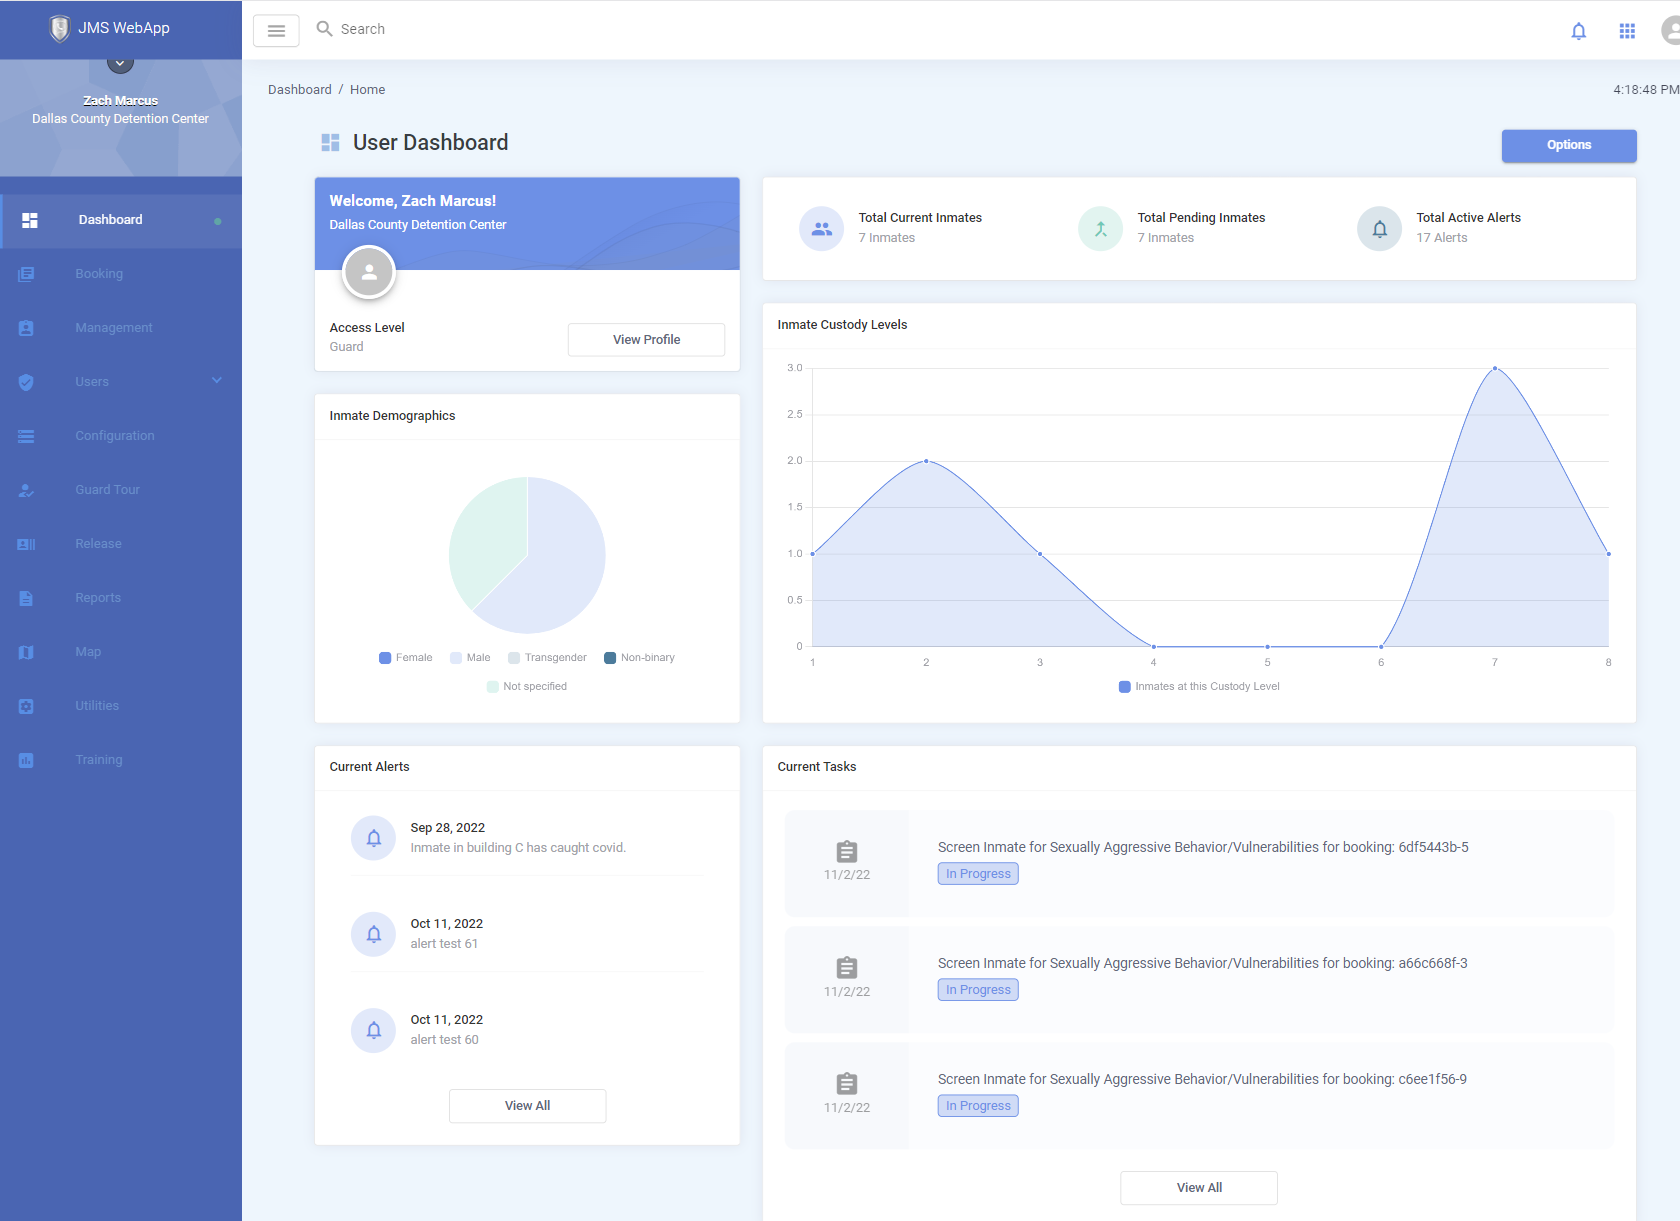 JMS WebApp
Search
Zach Marcus
Dallas County Detention Center
Dashboard
Booking
Management
Users
Configuration
Guard Tour
Release
Reports
Map
Utilities
Training
Dashboard / Home
4:18:48 PM
User Dashboard
Options
Welcome, Zach Marcus!
Dallas County Detention Center
Access Level
Guard
View Profile
Total Current Inmates
7 Inmates
Total Pending Inmates
7 Inmates
Total Active Alerts
17 Alerts
Inmate Demographics
Female Male Transgender Non-binary
Not specified
Inmate Custody Levels
3.0
2.5
2.0
1.5
1.0
0.5
0
1 2 3 4 5 6 7 8
Inmates at this Custody Level
Current Alerts
Sep 28, 2022
Inmate in building C has caught covid.
Oct 11, 2022
alert test 61
Oct 11, 2022
alert test 60
View All
Current Tasks
11/2/22
Screen Inmate for Sexually Aggressive Behavior/Vulnerabilities for booking: 6df5443b-5
In Progress
11/2/22
Screen Inmate for Sexually Aggressive Behavior/Vulnerabilities for booking: a66c668f-3
In Progress
11/2/22
Screen Inmate for Sexually Aggressive Behavior/Vulnerabilities for booking: c6ee1f56-9
In Progress
View All